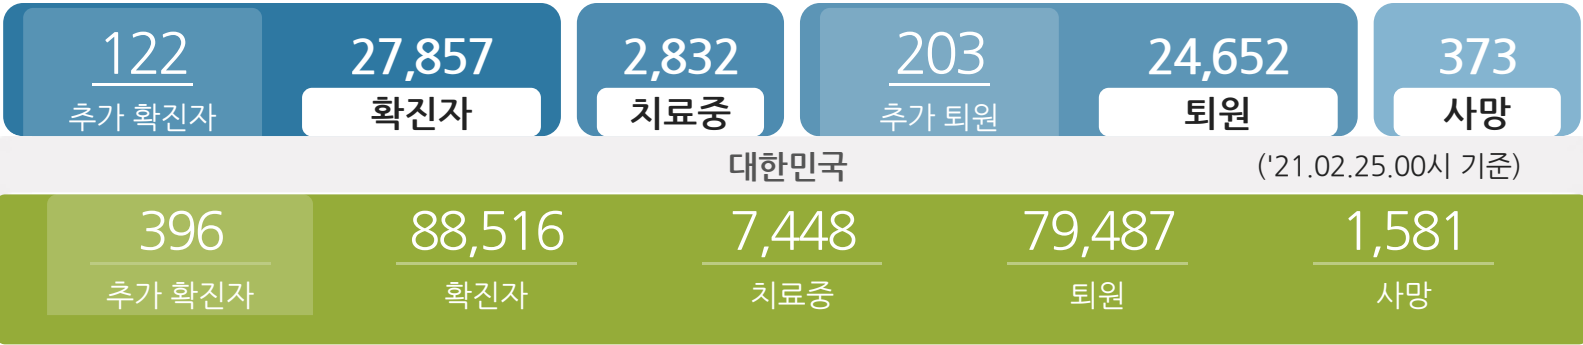 122 27,857 2,832 203 24,652 373
추가 확진자 확진자 치료중 추가 퇴원 퇴원 사망
대한민국 ('21.02.25.00시 기준)
396 88,516 7,448 79,487 1,581
추가 확진자 확진자 치료중 퇴원 사망